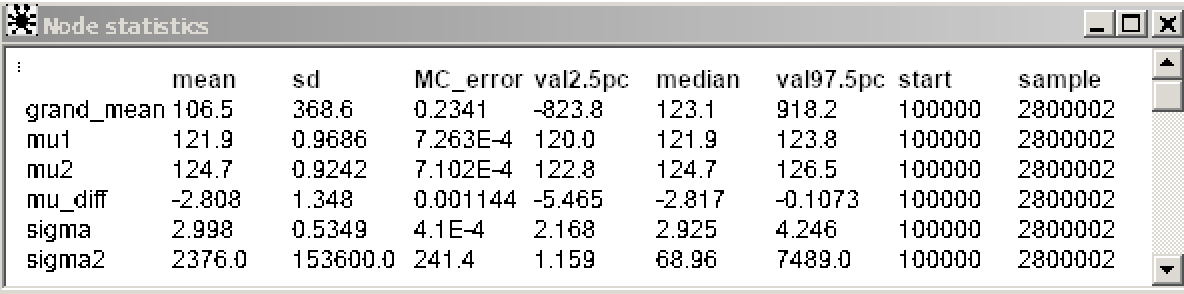 Node statistics
mean sd MC_error val2.5pc median val97.5pc start sample
grand_mean 106.5 368.6 0.2341 -823.8 123.1 918.2 100000 2800002
mu1 121.9 0.9686 7.263E-4 120.0 121.9 123.8 100000 2800002
mu2 124.7 0.9242 7.102E-4 122.8 124.7 126.5 100000 2800002
mu_diff -2.808 1.348 0.001144 -5.465 -2.817 -0.1073 100000 2800002
sigma 2.998 0.5349 4.1E-4 2.168 2.925 4.246 100000 2800002
sigma2 2376.0 153600.0 241.4 1.159 68.96 7489.0 100000 2800002